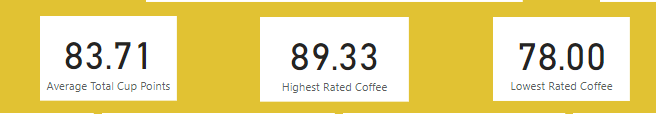 83.71
Average Total Cup Points
89.33
Highest Rated Coffee
78.00
Lowest Rated Coffee